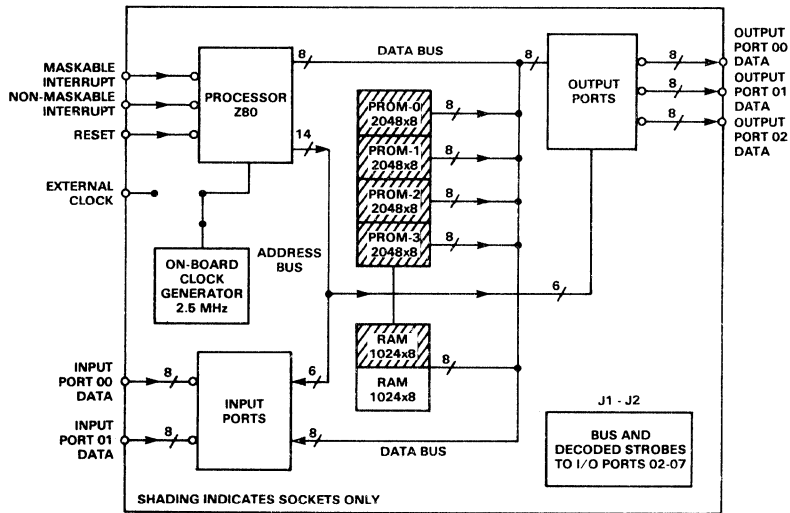 MASKABLE
INTERRUPT
NON-MASKABLE
INTERRUPT
RESET
EXTERNAL
CLOCK
PROCESSOR
Z80
8
DATA BUS
8
14
ADDRESS
BUS
ON-BOARD
CLOCK
GENERATOR
2.5 MHz
PROM-0
2048x8
8
PROM-1
2048x8
8
PROM-2
2048x8
8
PROM-3
2048x8
8
OUTPUT
PORTS
8
8
8
OUTPUT
PORT 00
DATA
OUTPUT
PORT 01
DATA
OUTPUT
PORT 02
DATA
6
RAM
1024x8
8
RAM
1024x8
INPUT
PORT 00
DATA
8
INPUT
PORT 01
DATA
8
INPUT
PORTS
6
8
DATA BUS
J1 - J2
BUS AND
DECODED STROBES
TO I/O PORTS 02-07
SHADING INDICATES SOCKETS ONLY